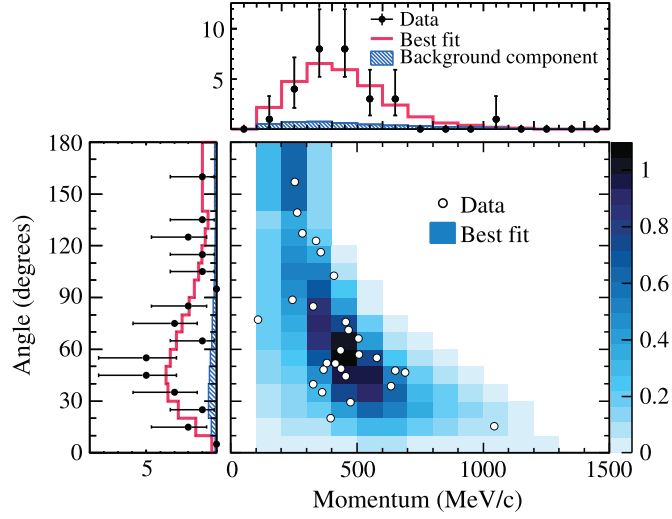 10
5
Data
Best fit
Background component
180
150
120
90
60
30
0
Angle (degrees)
5
Data
Best fit
1
0.8
0.6
0.4
0.2
0
0
500
1000
1500
Momentum (MeV/c)